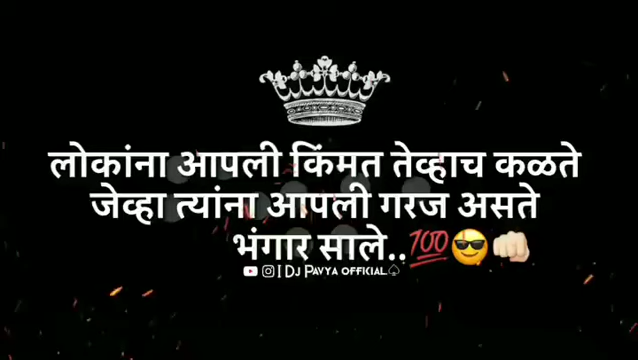 लोकांना आपली किंमत तेव्हाच कळते
जेव्हा त्यांना आपली गरज असते
भंगार साले..💯😎👊🏻
I DJ PAVYA OFFICIAL♤